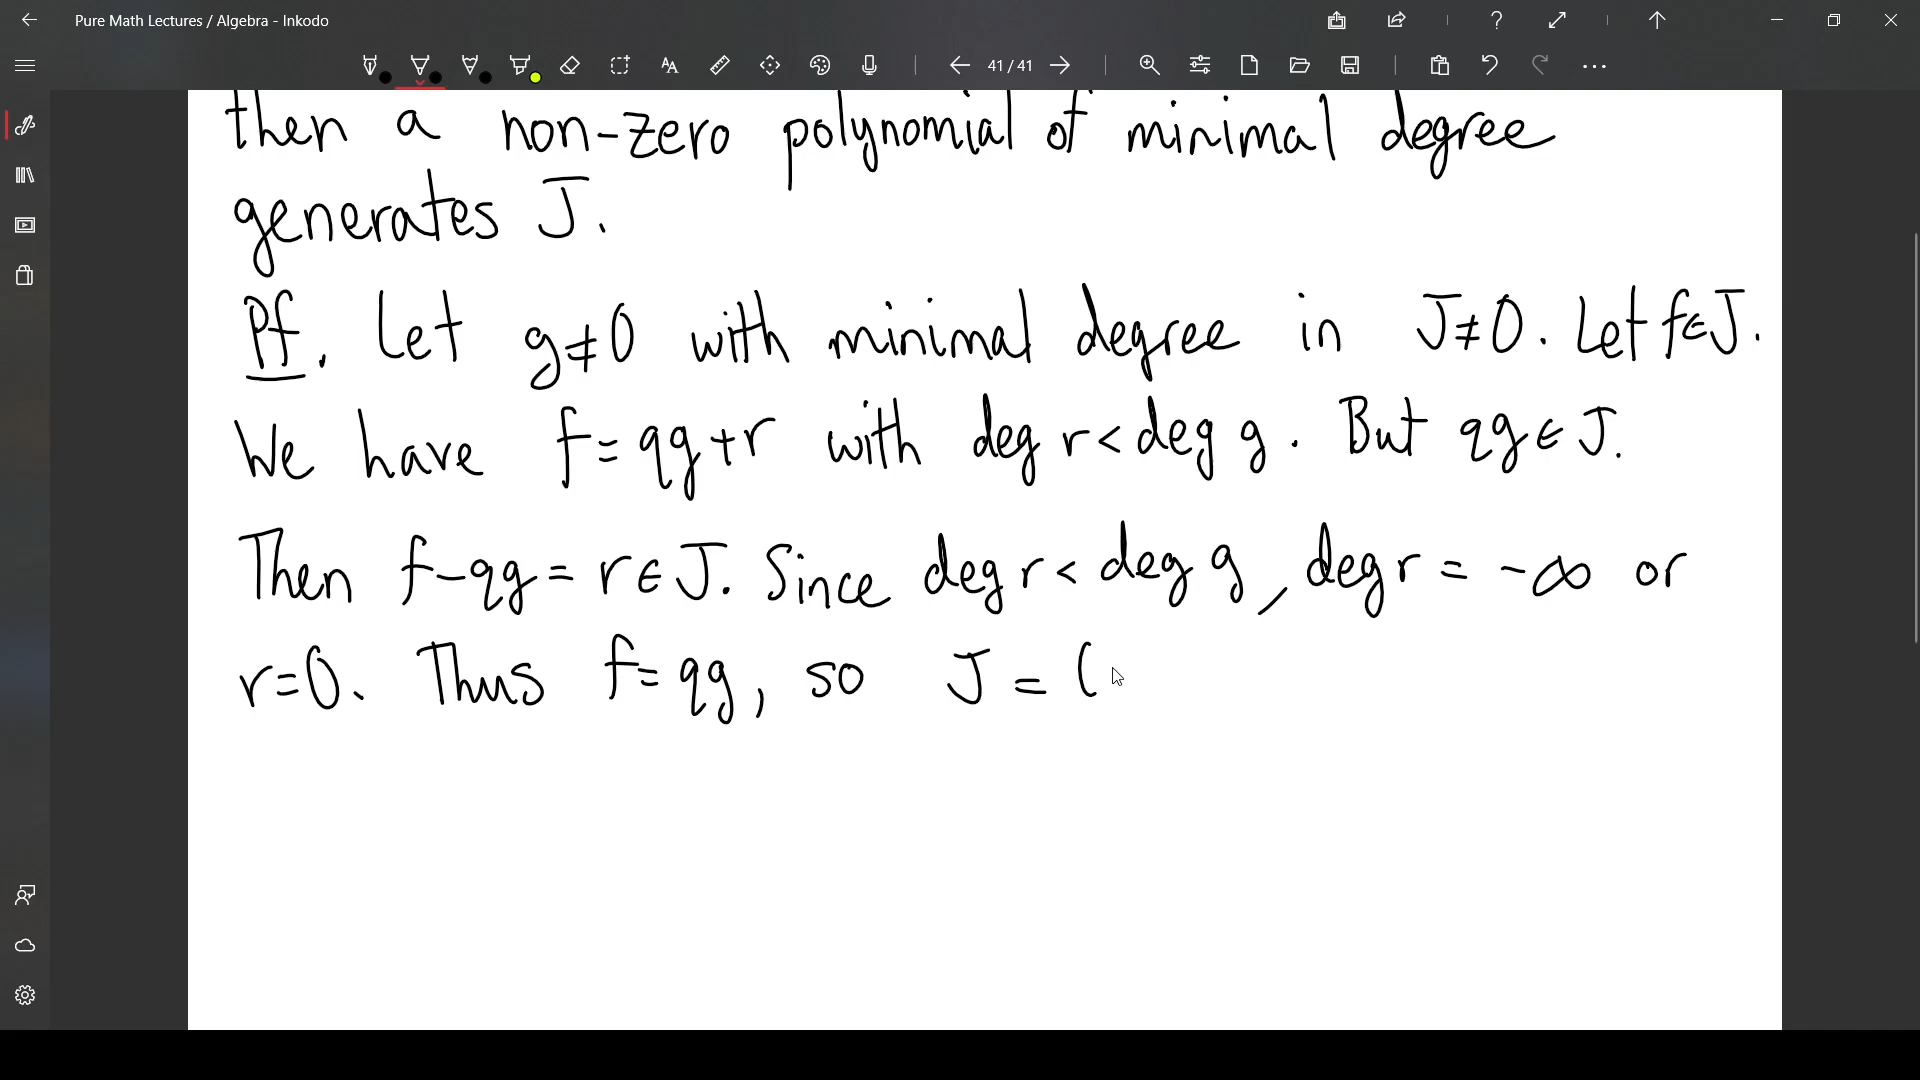 Pure Math Lectures / Algebra - Inkodo
41 / 41
then a non-zero polynomial of minimal degree
generates J.
Pf. Let g≠0 with minimal degree in J≠0. Let f∈J.
We have f=qg+r with deg r < deg g. But qg∈J.
Then f-qg = r∈J. Since deg r < deg g, deg r = -∞ or
r=0. Thus f=qg, so J = (